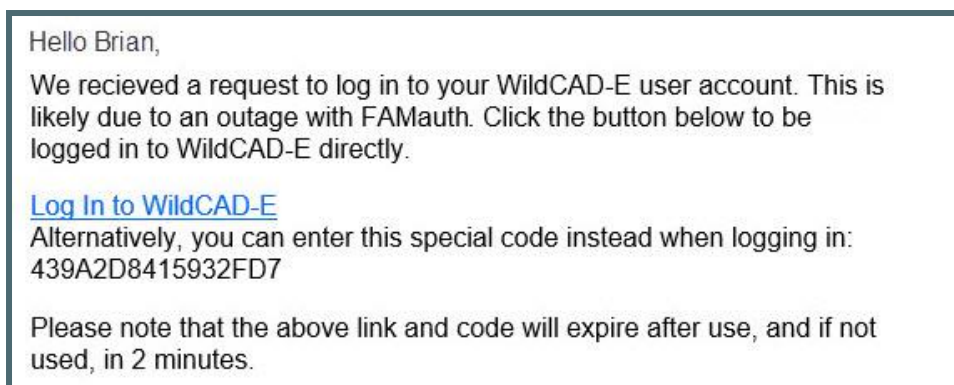 Hello Brian,
We recieved a request to log in to your WildCAD-E user account. This is
likely due to an outage with FAMauth. Click the button below to be
logged in to WildCAD-E directly.
Log In to WildCAD-E
Alternatively, you can enter this special code instead when logging in:
439A2D8415932FD7
Please note that the above link and code will expire after use, and if not
used, in 2 minutes.